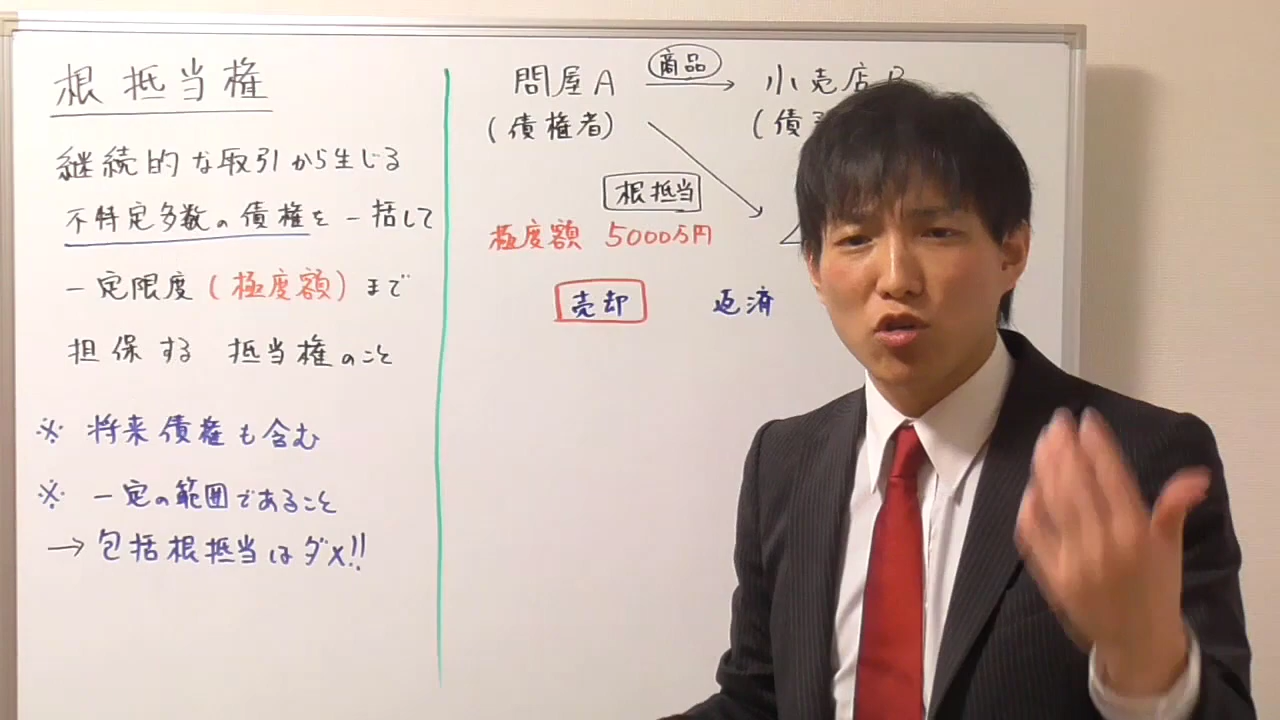 根抵当権
継続的な取引から生じる
不特定多数の債権を一括して
一定限度(極度額)まで
担保する 抵当権のこと
※ 将来債権も含む
※ 一定の範囲であること
→ 包括根抵当はダメ!!
問屋A 商品 → 小売店B
(債権者) (債
根抵当
極度額 5000万円
売却 返済